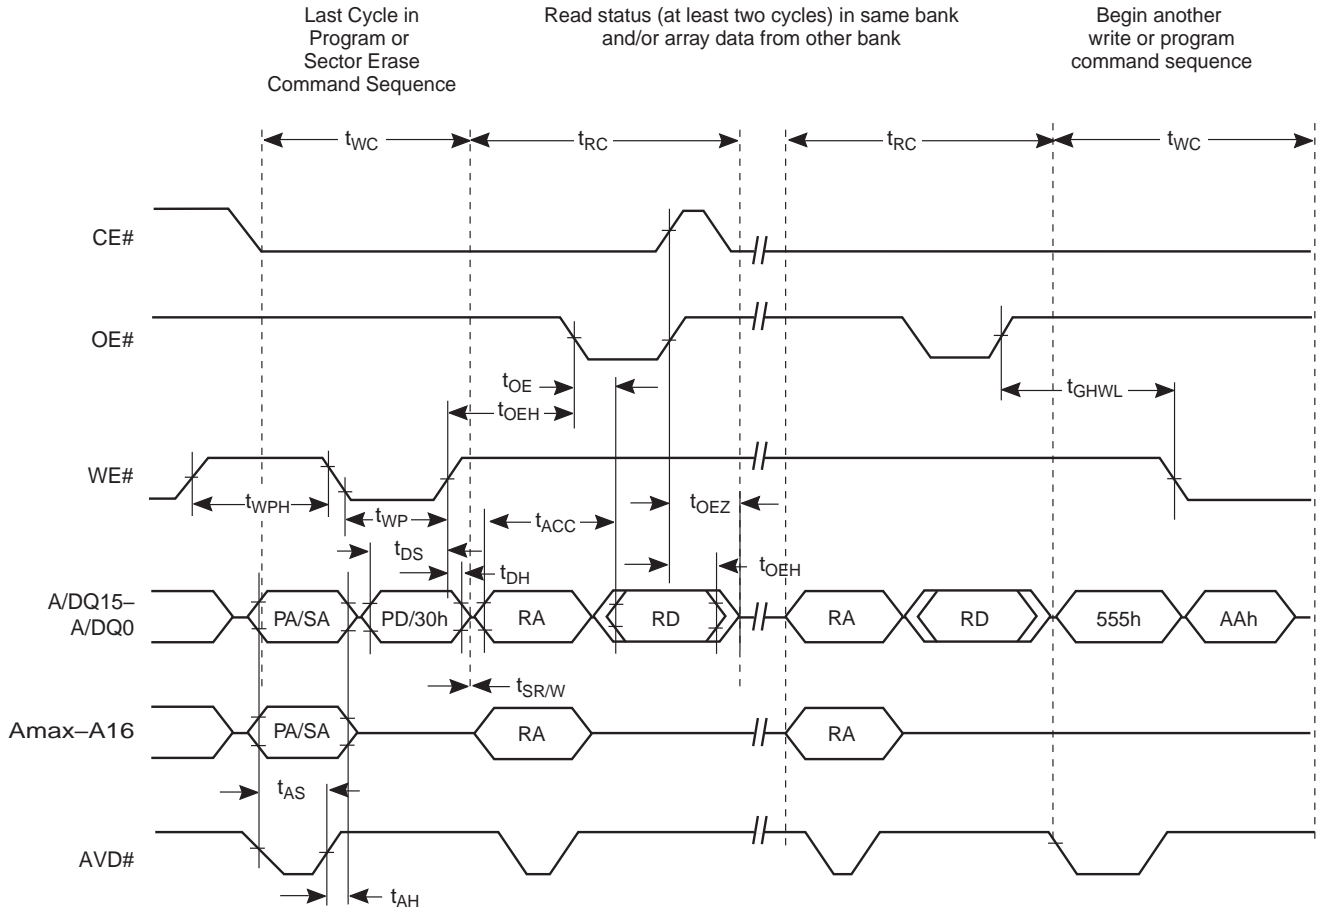 Last Cycle in
Program or
Sector Erase
Command Sequence
Read status (at least two cycles) in same bank
and/or array data from other bank
Begin another
write or program
command sequence
tWC
tRC
tRC
tWC
CE#
OE#
tOE
tOEH
tGHWL
WE#
tWPH
tWP
tOEZ
tACC
tDS
tOEH
tDH
A/DQ15–
A/DQ0
PA/SA
PD/30h
RA
RD
RA
RD
555h
AAh
tSR/W
Amax–A16
PA/SA
RA
RA
tAS
AVD#
tAH